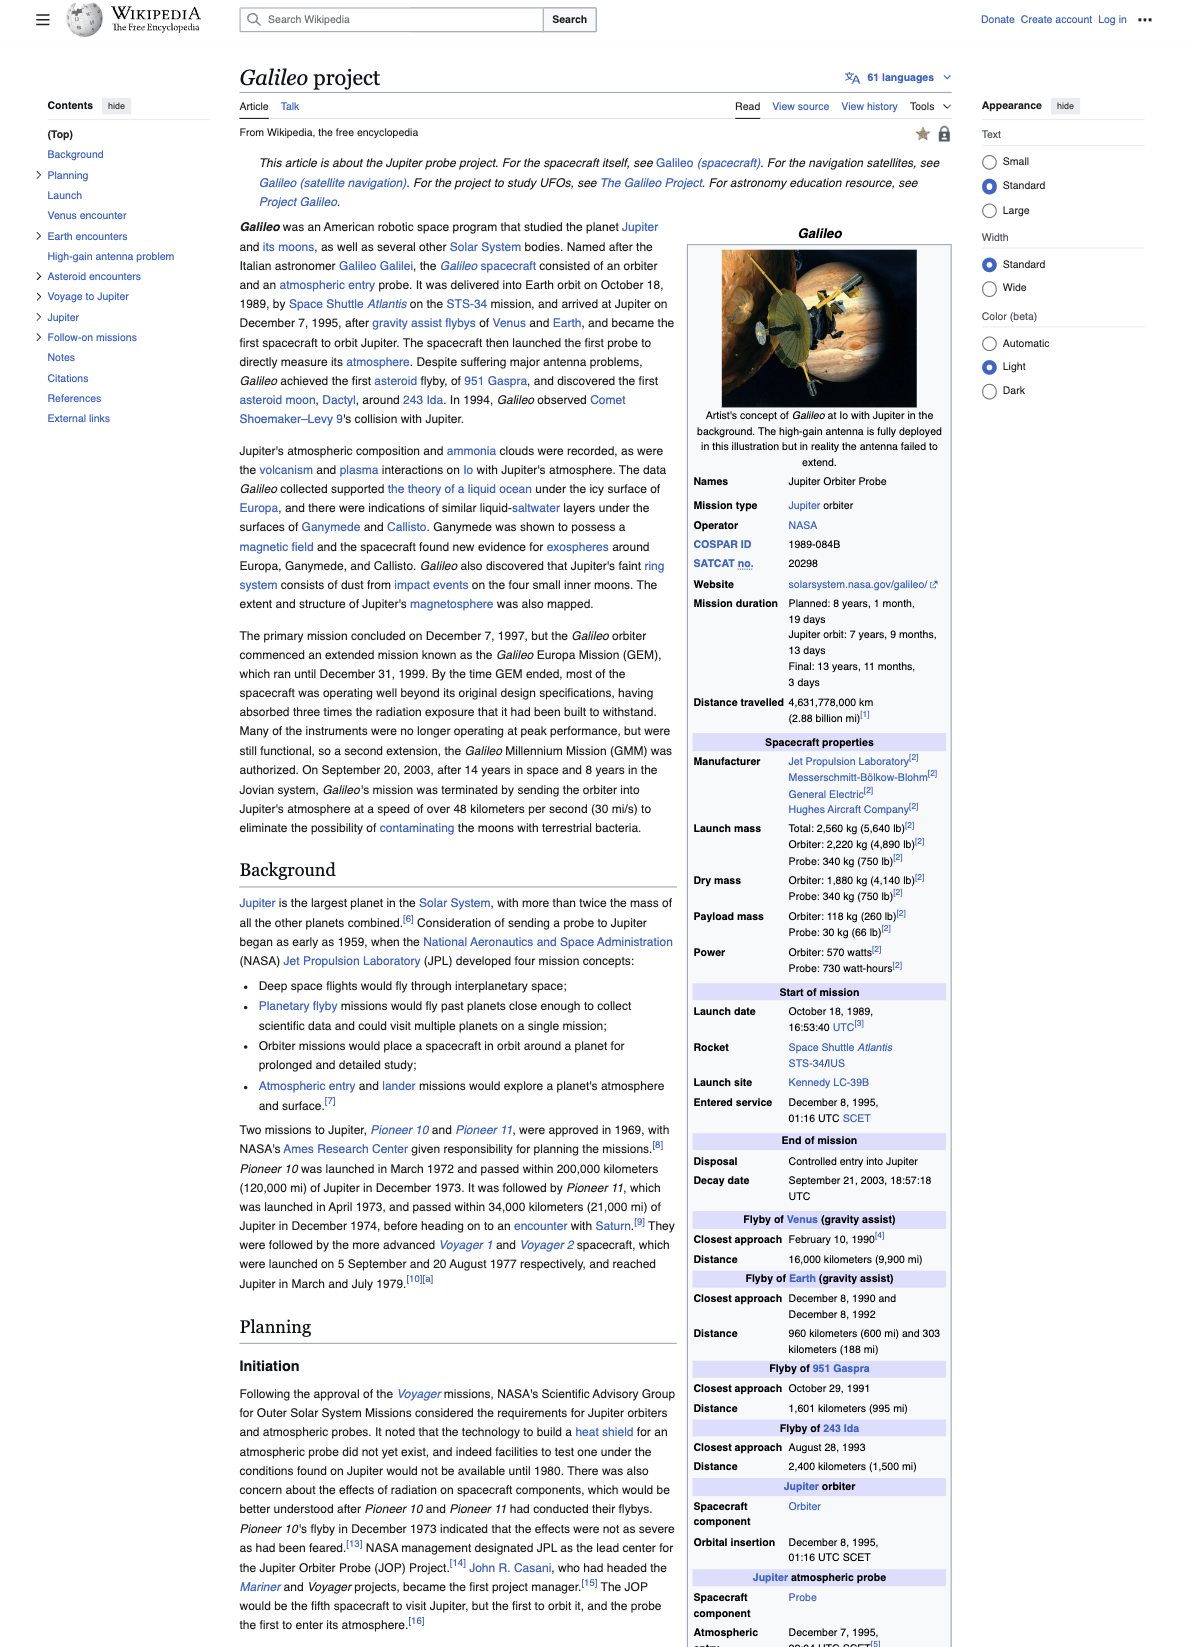 WIKIPEDIA
The Free Encyclopedia
Search Wikipedia
Search
Donate Create account Log in
Contents hide
(Top)
Background
Planning
Launch
Venus encounter
Earth encounters
High-gain antenna problem
Asteroid encounters
Voyage to Jupiter
Jupiter
Follow-on missions
Notes
Citations
References
External links
Galileo project
61 languages
Article Talk
Read View source View history Tools
From Wikipedia, the free encyclopedia
This article is about the Jupiter probe project. For the spacecraft itself, see Galileo (spacecraft). For the navigation satellites, see
Galileo (satellite navigation). For the project to study UFOs, see The Galileo Project. For astronomy education resource, see
Project Galileo.
Galileo was an American robotic space program that studied the planet Jupiter
and its moons, as well as several other Solar System bodies. Named after the
Italian astronomer Galileo Galilei, the Galileo spacecraft consisted of an orbiter
and an atmospheric entry probe. It was delivered into Earth orbit on October 18,
1989, by Space Shuttle Atlantis on the STS-34 mission, and arrived at Jupiter on
December 7, 1995, after gravity assist flybys of Venus and Earth, and became the
first spacecraft to orbit Jupiter. The spacecraft then launched the first probe to
directly measure its atmosphere. Despite suffering major antenna problems,
Galileo achieved the first asteroid flyby, of 951 Gaspra, and discovered the first
asteroid moon, Dactyl, around 243 Ida. In 1994, Galileo observed Comet
Shoemaker–Levy 9's collision with Jupiter.
Jupiter's atmospheric composition and ammonia clouds were recorded, as were
the volcanism and plasma interactions on Io with Jupiter's atmosphere. The data
Galileo collected supported the theory of a liquid ocean under the icy surface of
Europa, and there were indications of similar liquid-saltwater layers under the
surfaces of Ganymede and Callisto. Ganymede was shown to possess a
magnetic field and the spacecraft found new evidence for exospheres around
Europa, Ganymede, and Callisto. Galileo also discovered that Jupiter's faint ring
system consists of dust from impact events on the four small inner moons. The
extent and structure of Jupiter's magnetosphere was also mapped.
The primary mission concluded on December 7, 1997, but the Galileo orbiter
commenced an extended mission known as the Galileo Europa Mission (GEM),
which ran until December 31, 1999. By the time GEM ended, most of the
spacecraft was operating well beyond its original design specifications, having
absorbed three times the radiation exposure that it had been built to withstand.
Many of the instruments were no longer operating at peak performance, but were
still functional, so a second extension, the Galileo Millennium Mission (GMM) was
authorized. On September 20, 2003, after 14 years in space and 8 years in the
Jovian system, Galileo's mission was terminated by sending the orbiter into
Jupiter's atmosphere at a speed of over 48 kilometers per second (30 mi/s) to
eliminate the possibility of contaminating the moons with terrestrial bacteria.
Background
Jupiter is the largest planet in the Solar System, with more than twice the mass of
all the other planets combined.[6] Consideration of sending a probe to Jupiter
began as early as 1959, when the National Aeronautics and Space Administration
(NASA) Jet Propulsion Laboratory (JPL) developed four mission concepts:
• Deep space flights would fly through interplanetary space;
• Planetary flyby missions would fly past planets close enough to collect
scientific data and could visit multiple planets on a single mission;
• Orbiter missions would place a spacecraft in orbit around a planet for
prolonged and detailed study;
• Atmospheric entry and lander missions would explore a planet's atmosphere
and surface.[7]
Two missions to Jupiter, Pioneer 10 and Pioneer 11, were approved in 1969, with
NASA's Ames Research Center given responsibility for planning the missions.[8]
Pioneer 10 was launched in March 1972 and passed within 200,000 kilometers
(120,000 mi) of Jupiter in December 1973. It was followed by Pioneer 11, which
was launched in April 1973, and passed within 34,000 kilometers (21,000 mi) of
Jupiter in December 1974, before heading on to an encounter with Saturn.[9] They
were followed by the more advanced Voyager 1 and Voyager 2 spacecraft, which
were launched on 5 September and 20 August 1977 respectively, and reached
Jupiter in March and July 1979.[10][a]
Planning
Initiation
Following the approval of the Voyager missions, NASA's Scientific Advisory Group
for Outer Solar System Missions considered the requirements for Jupiter orbiters
and atmospheric probes. It noted that the technology to build a heat shield for an
atmospheric probe did not yet exist, and indeed facilities to test one under the
conditions found on Jupiter would not be available until 1980. There was also
concern about the effects of radiation on spacecraft components, which would be
better understood after Pioneer 10 and Pioneer 11 had conducted their flybys.
Pioneer 10's flyby in December 1973 indicated that the effects were not as severe
as had been feared.[13] NASA management designated JPL as the lead center for
the Jupiter Orbiter Probe (JOP) Project.[14] John R. Casani, who had headed the
Mariner and Voyager projects, became the first project manager.[15] The JOP
would be the fifth spacecraft to visit Jupiter, but the first to orbit it, and the probe
the first to enter its atmosphere.[16]
Galileo
Artist's concept of Galileo at Io with Jupiter in the
background. The high-gain antenna is fully deployed
in this illustration but in reality the antenna failed to
extend.
Names Jupiter Orbiter Probe
Mission type Jupiter orbiter
Operator NASA
COSPAR ID 1989-084B
SATCAT no. 20298
Website solarsystem.nasa.gov/galileo/
Mission duration Planned: 8 years, 1 month,
19 days
Jupiter orbit: 7 years, 9 months,
13 days
Final: 13 years, 11 months,
3 days
Distance travelled 4,631,778,000 km
(2.88 billion mi)[1]
Spacecraft properties
Manufacturer Jet Propulsion Laboratory[2]
Messerschmitt-Bölkow-Blohm[2]
General Electric[2]
Hughes Aircraft Company[2]
Launch mass Total: 2,560 kg (5,640 lb)[2]
Orbiter: 2,220 kg (4,890 lb)[2]
Probe: 340 kg (750 lb)[2]
Dry mass Orbiter: 1,880 kg (4,140 lb)[2]
Probe: 340 kg (750 lb)[2]
Payload mass Orbiter: 118 kg (260 lb)[2]
Probe: 30 kg (66 lb)[2]
Power Orbiter: 570 watts[2]
Probe: 730 watt-hours[2]
Start of mission
Launch date October 18, 1989,
16:53:40 UTC[3]
Rocket Space Shuttle Atlantis
STS-34/IUS
Launch site Kennedy LC-39B
Entered service December 8, 1995,
01:16 UTC SCET
End of mission
Disposal Controlled entry into Jupiter
Decay date September 21, 2003, 18:57:18
UTC
Flyby of Venus (gravity assist)
Closest approach February 10, 1990[4]
Distance 16,000 kilometers (9,900 mi)
Flyby of Earth (gravity assist)
Closest approach December 8, 1990 and
December 8, 1992
Distance 960 kilometers (600 mi) and 303
kilometers (188 mi)
Flyby of 951 Gaspra
Closest approach October 29, 1991
Distance 1,601 kilometers (995 mi)
Flyby of 243 Ida
Closest approach August 28, 1993
Distance 2,400 kilometers (1,500 mi)
Jupiter orbiter
Spacecraft Orbiter
component
Orbital insertion December 8, 1995,
01:16 UTC SCET
Jupiter atmospheric probe
Spacecraft Probe
component
Atmospheric December 7, 1995,
Appearance hide
Text
Small
Standard
Large
Width
Standard
Wide
Color (beta)
Automatic
Light
Dark